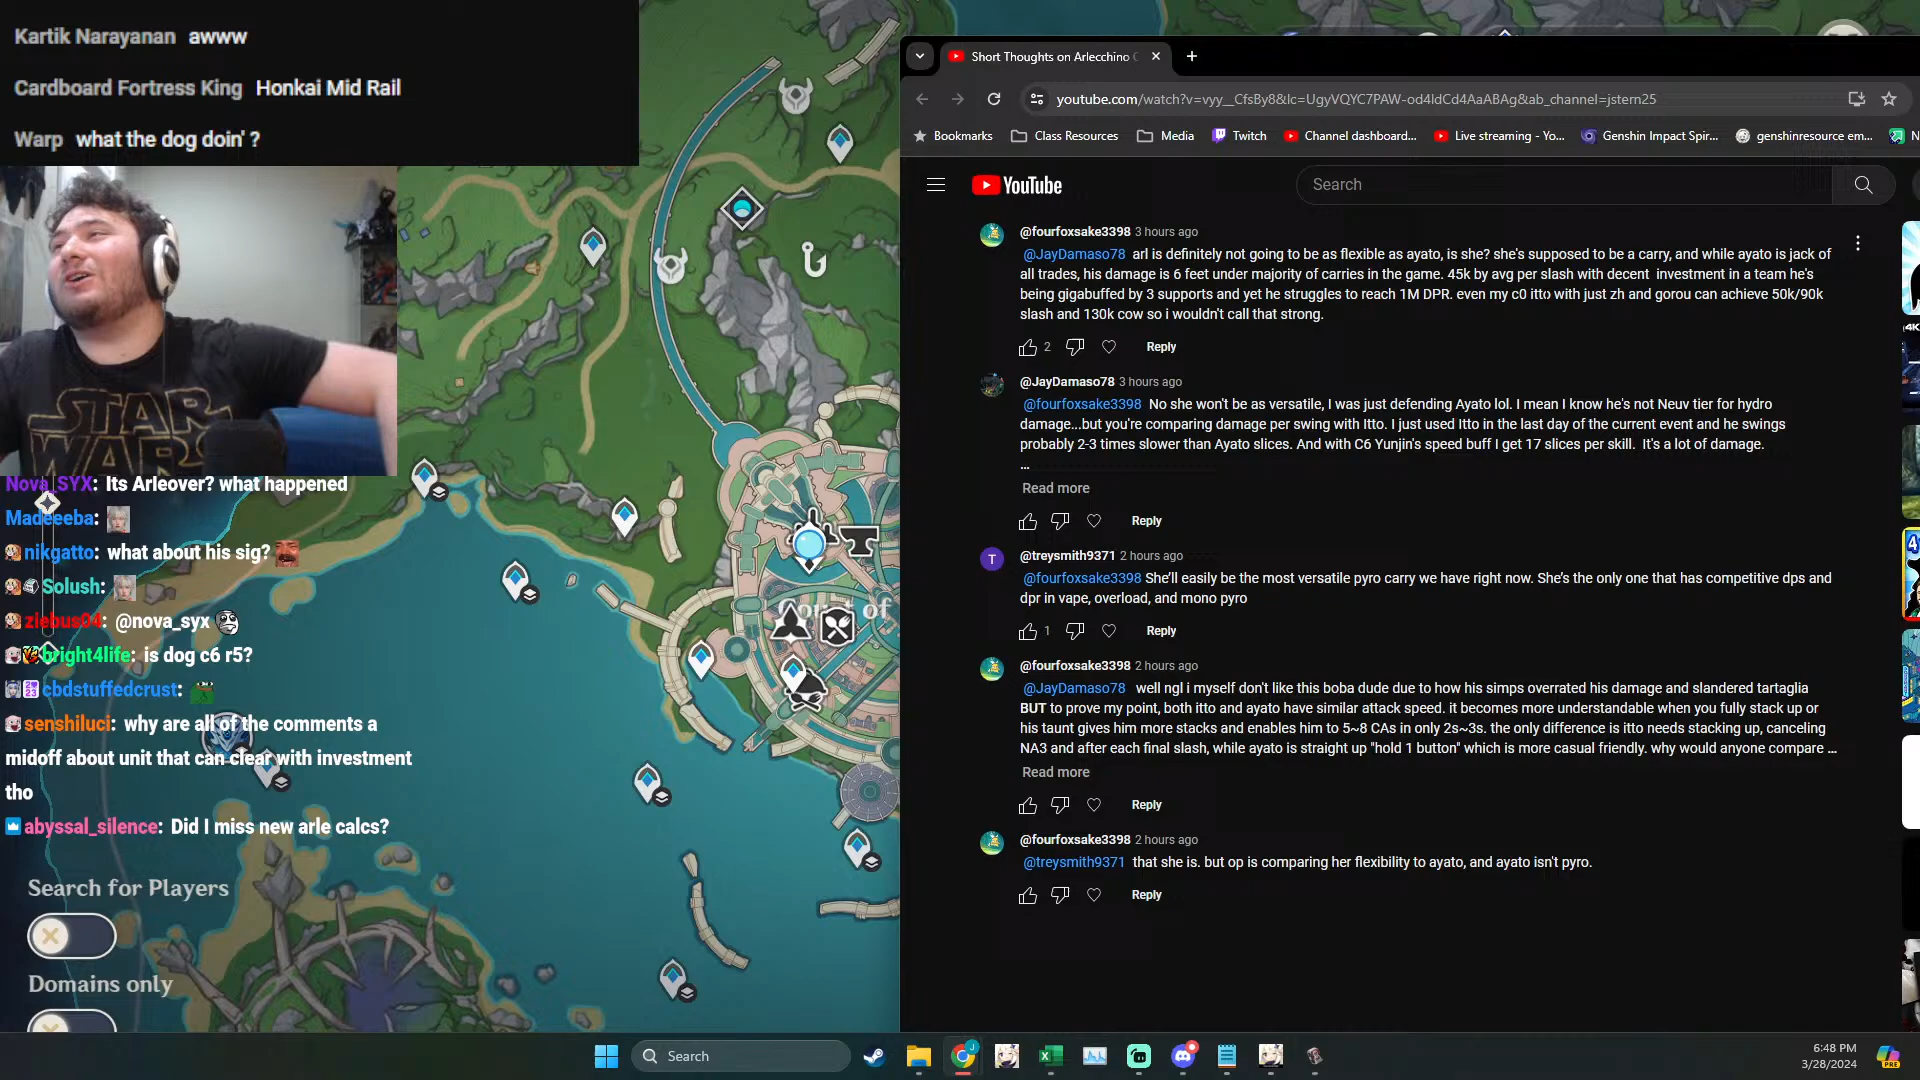 Kartik Narayanan awww
Cardboard Fortress King Honkai Mid Rail
Warp what the dog doin' ?
STAR
WARS
Nova_SYX: Its Arleover? what happened
Madeeeba:
nikgatto: what about his sig?
Solush:
ziebus04: @nova_syx
bright4life: is dog c6 r5?
cbdstuffedcrust:
senshiluci: why are all of the comments a
midoff about unit that can clear with investment
tho
abyssal_silence: Did I miss new arle calcs?
Search for Players
Domains only
Court of
Short Thoughts on Arlecchino
youtube.com/watch?v=vyy__CfsBy8&lc=UgyVQYC7PAW-od4ldCd4AaABAg&ab_channel=jstern25
Bookmarks Class Resources Media Twitch Channel dashboard... Live streaming - Yo... Genshin Impact Spir... genshinresource em... N
YouTube
Search
@fourfoxsake3398 3 hours ago
@JayDamaso78 arl is definitely not going to be as flexible as ayato, is she? she's supposed to be a carry, and while ayato is jack of
all trades, his damage is 6 feet under majority of carries in the game. 45k by avg per slash with decent investment in a team he's
being gigabuffed by 3 supports and yet he struggles to reach 1M DPR. even my c0 itto with just zh and gorou can achieve 50k/90k
slash and 130k cow so i wouldn't call that strong.
2 Reply
@JayDamaso78 3 hours ago
@fourfoxsake3398 No she won't be as versatile, I was just defending Ayato lol. I mean I know he's not Neuv tier for hydro
damage...but you're comparing damage per swing with Itto. I just used Itto in the last day of the current event and he swings
probably 2-3 times slower than Ayato slices. And with C6 Yunjin's speed buff I get 17 slices per skill. It's a lot of damage.
...
Read more
Reply
T
@treysmith9371 2 hours ago
@fourfoxsake3398 She'll easily be the most versatile pyro carry we have right now. She's the only one that has competitive dps and
dpr in vape, overload, and mono pyro
1 Reply
@fourfoxsake3398 2 hours ago
@JayDamaso78 well ngl i myself don't like this boba dude due to how his simps overrated his damage and slandered tartaglia
BUT to prove my point, both itto and ayato have similar attack speed. it becomes more understandable when you fully stack up or
his taunt gives him more stacks and enables him to 5~8 CAs in only 2s~3s. the only difference is itto needs stacking up, canceling
NA3 and after each final slash, while ayato is straight up "hold 1 button" which is more casual friendly. why would anyone compare ...
Read more
Reply
@fourfoxsake3398 2 hours ago
@treysmith9371 that she is. but op is comparing her flexibility to ayato, and ayato isn't pyro.
Reply
4K
Search
6:48 PM
3/28/2024
PRE